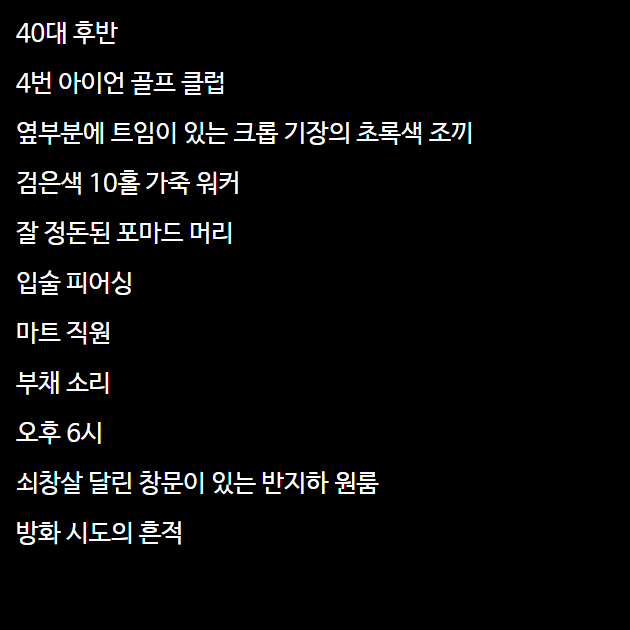 40대 후반
4번 아이언 골프 클럽
옆부분에 트임이 있는 크롭 기장의 초록색 조끼
검은색 10홀 가죽 워커
잘 정돈된 포마드 머리
입술 피어싱
마트 직원
부채 소리
오후 6시
쇠창살 달린 창문이 있는 반지하 원룸
방화 시도의 흔적